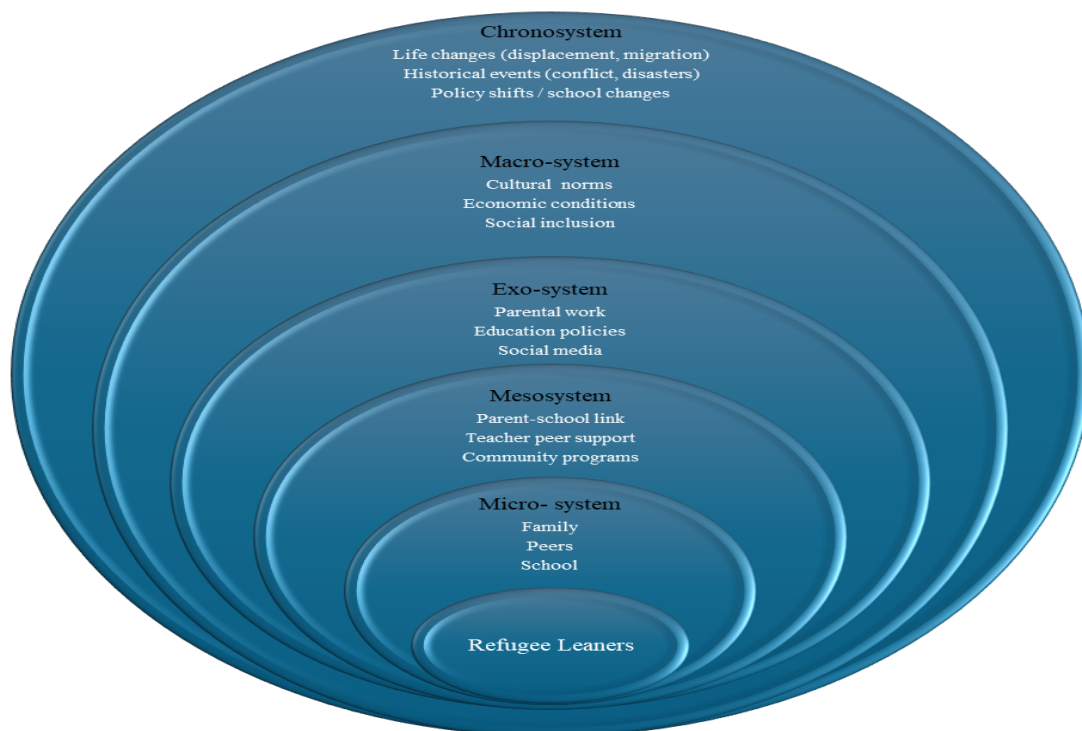 Chronosystem
Life changes (displacement, migration)
Historical events (conflict, disasters)
Policy shifts / school changes
Macro-system
Cultural norms
Economic conditions
Social inclusion
Exo-system
Parental work
Education policies
Social media
Mesosystem
Parent-school link
Teacher peer support
Community programs
Micro- system
Family
Peers
School
Refugee Leaners